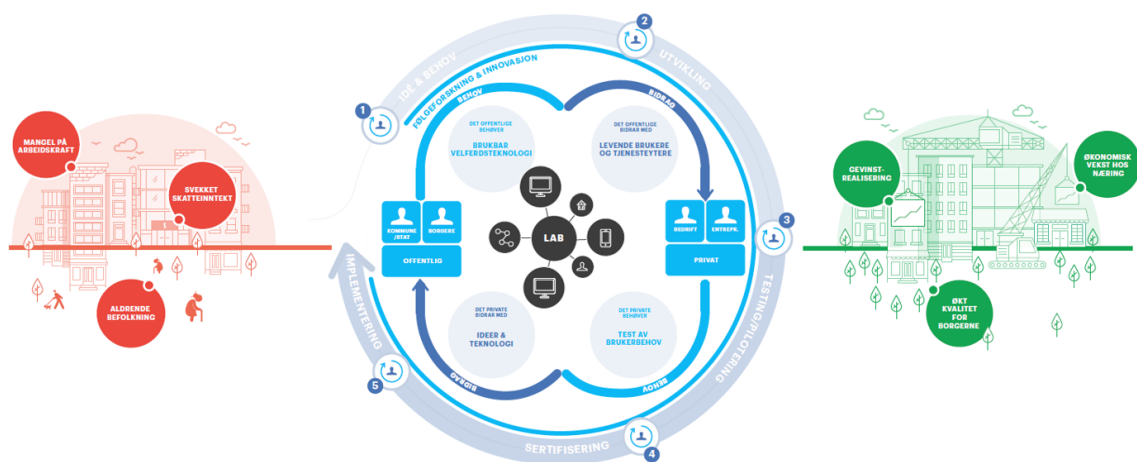 MANGEL PÅ
ARBEIDSKRAFT
SVEKKET
SKATTEINNTEKT
ALDRENDE
BEFOLKNING
1
IDÉ & BEHOV
2
UTVIKLING
3
TESTING/PILOTERING
4
SERTIFISERING
5
IMPLEMENTERING
FØLGEFORSKNING & INNOVASJON
BEHOV
BIDRAG
DET OFFENTLIGE
BEHØVER
BRUKBAR
VELFERDSTEKNOLOGI
DET OFFENTLIGE
BIDRAR MED
LEVENDE BRUKERE
OG TJENESTEYTERE
KOMMUNE
/STAT
BORGERE
OFFENTLIG
LAB
BEDRIFT
ENTREPR.
PRIVAT
DET PRIVATE
BIDRAR MED
IDEER &
TEKNOLOGI
DET PRIVATE
BEHØVER
TEST AV
BRUKERBEHOV
BIDRAG
BEHOV
GEVINST-
REALISERING
ØKONOMISK
VEKST HOS
NÆRING
ØKT
KVALITET
FOR
BORGERNE